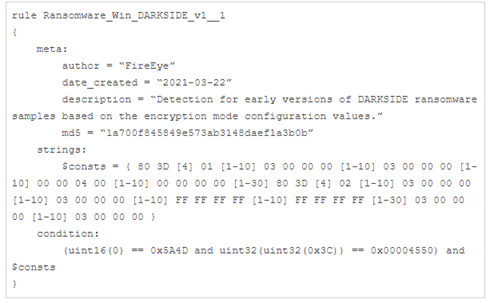 rule Ransomware_Win_DARKSIDE_v1__1
{
meta:
author = “FireEye”
date_created = “2021-03-22”
description = “Detection for early versions of DARKSIDE ransomware
samples based on the encryption mode configuration values.”
md5 = “1a700f845849e573ab3148daef1a3b0b”
strings:
$consts = { 80 3D [4] 01 [1-10] 03 00 00 00 [1-10] 03 00 00 00 [1-
10] 00 00 04 00 [1-10] 00 00 00 00 [1-30] 80 3D [4] 02 [1-10] 03 00 00 00
[1-10] 03 00 00 00 [1-10] FF FF FF FF [1-10] FF FF FF FF [1-30] 03 00 00
00 [1-10] 03 00 00 00 }
condition:
(uint16(0) == 0x5A4D and uint32(uint32(0x3C)) == 0x00004550) and
$consts
}